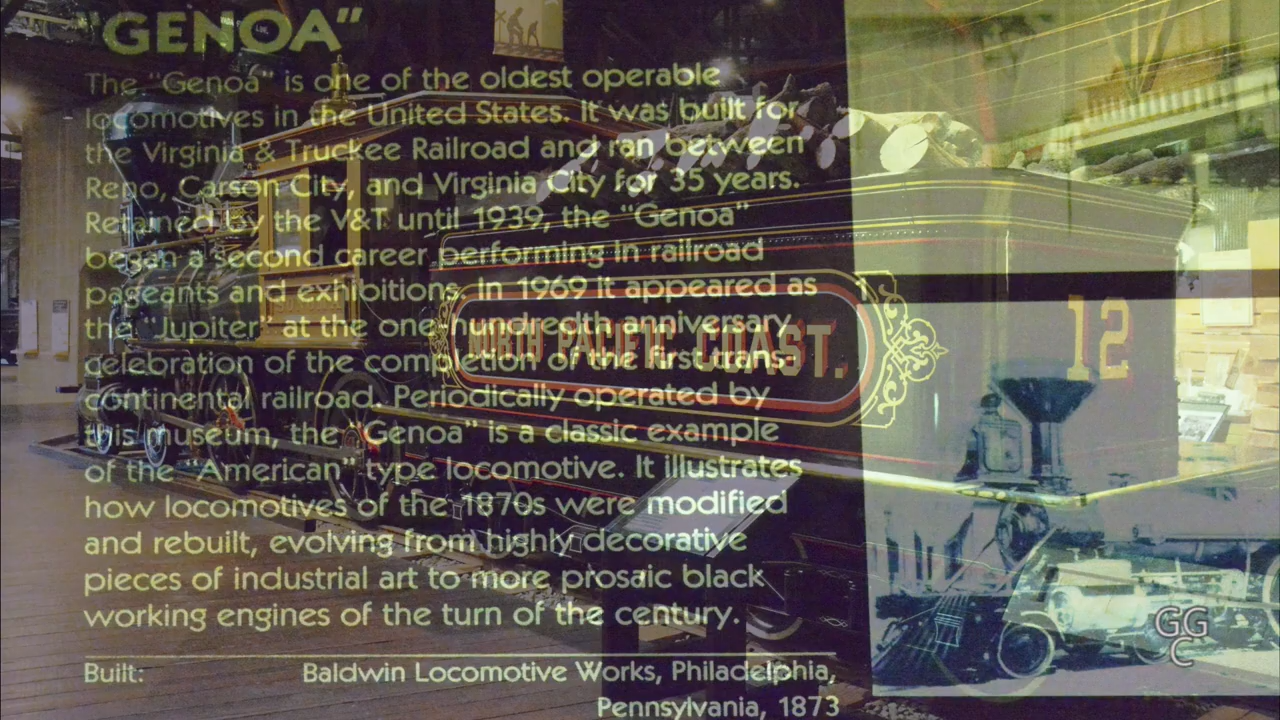 "GENOA"
The "Genoa" is one of the oldest operable
locomotives in the United States. It was built for
the Virginia & Truckee Railroad and ran between
Reno, Carson City, and Virginia City for 35 years.
Retained by the V&T until 1939, the "Genoa"
began a second career performing in railroad
pageants and exhibitions. In 1969 it appeared as
the "Jupiter" at the one hundredth anniversary
celebration of the completion of the first trans-
continental railroad. Periodically operated by
this museum, the "Genoa" is a classic example
of the "American" type locomotive. It illustrates
how locomotives of the 1870s were modified
and rebuilt, evolving from highly decorative
pieces of industrial art to more prosaic black
working engines of the turn of the century.
Built: Baldwin Locomotive Works, Philadelphia,
Pennsylvania, 1873
NORTH PACIFIC COAST.
12
GGC